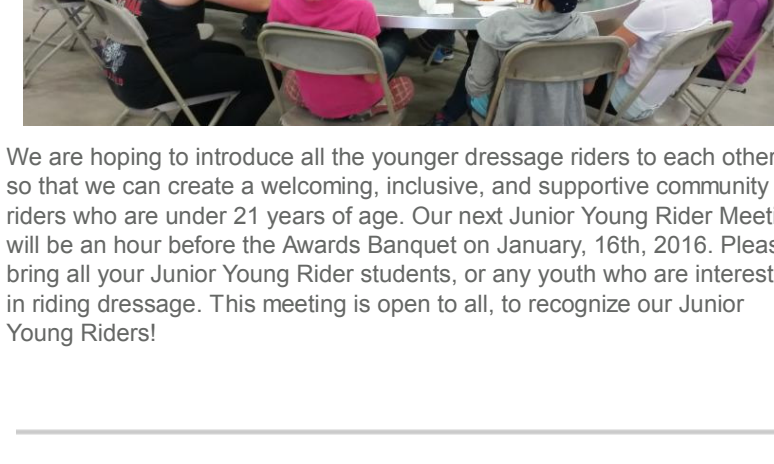 We are hoping to introduce all the younger dressage riders to each other
so that we can create a welcoming, inclusive, and supportive community
riders who are under 21 years of age. Our next Junior Young Rider
will be an hour before the Awards Banquet on January, 16th, 2016.
bring all your Junior Young Rider students, or any youth who are
in riding dressage. This meeting is open to all, to recognize our Junior
Young Riders!